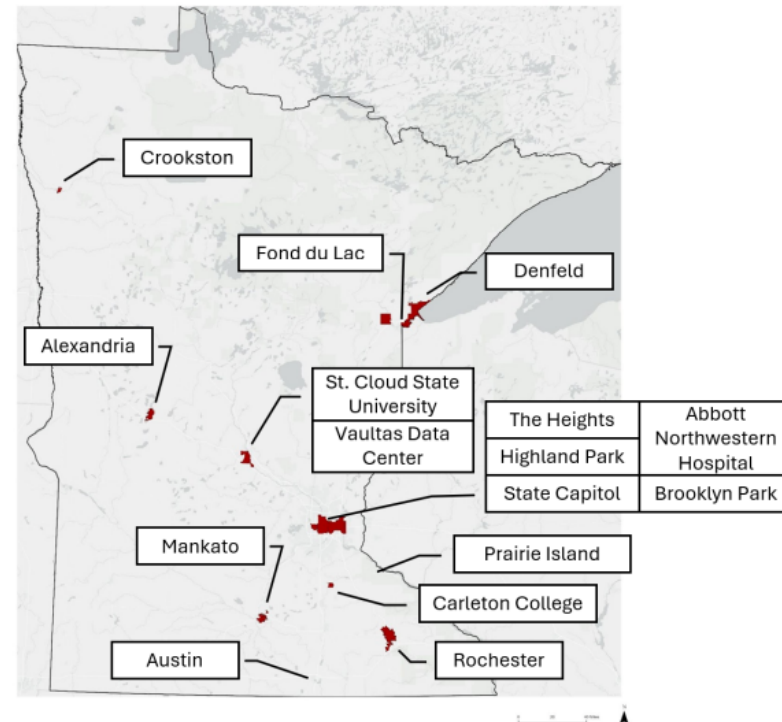 Crookston
Fond du Lac
Denfeld
Alexandria
St. Cloud State
University
Vaultas Data
Center
The Heights
Highland Park
State Capitol
Abbott
Northwestern
Hospital
Brooklyn Park
Mankato
Prairie Island
Carleton College
Austin
Rochester